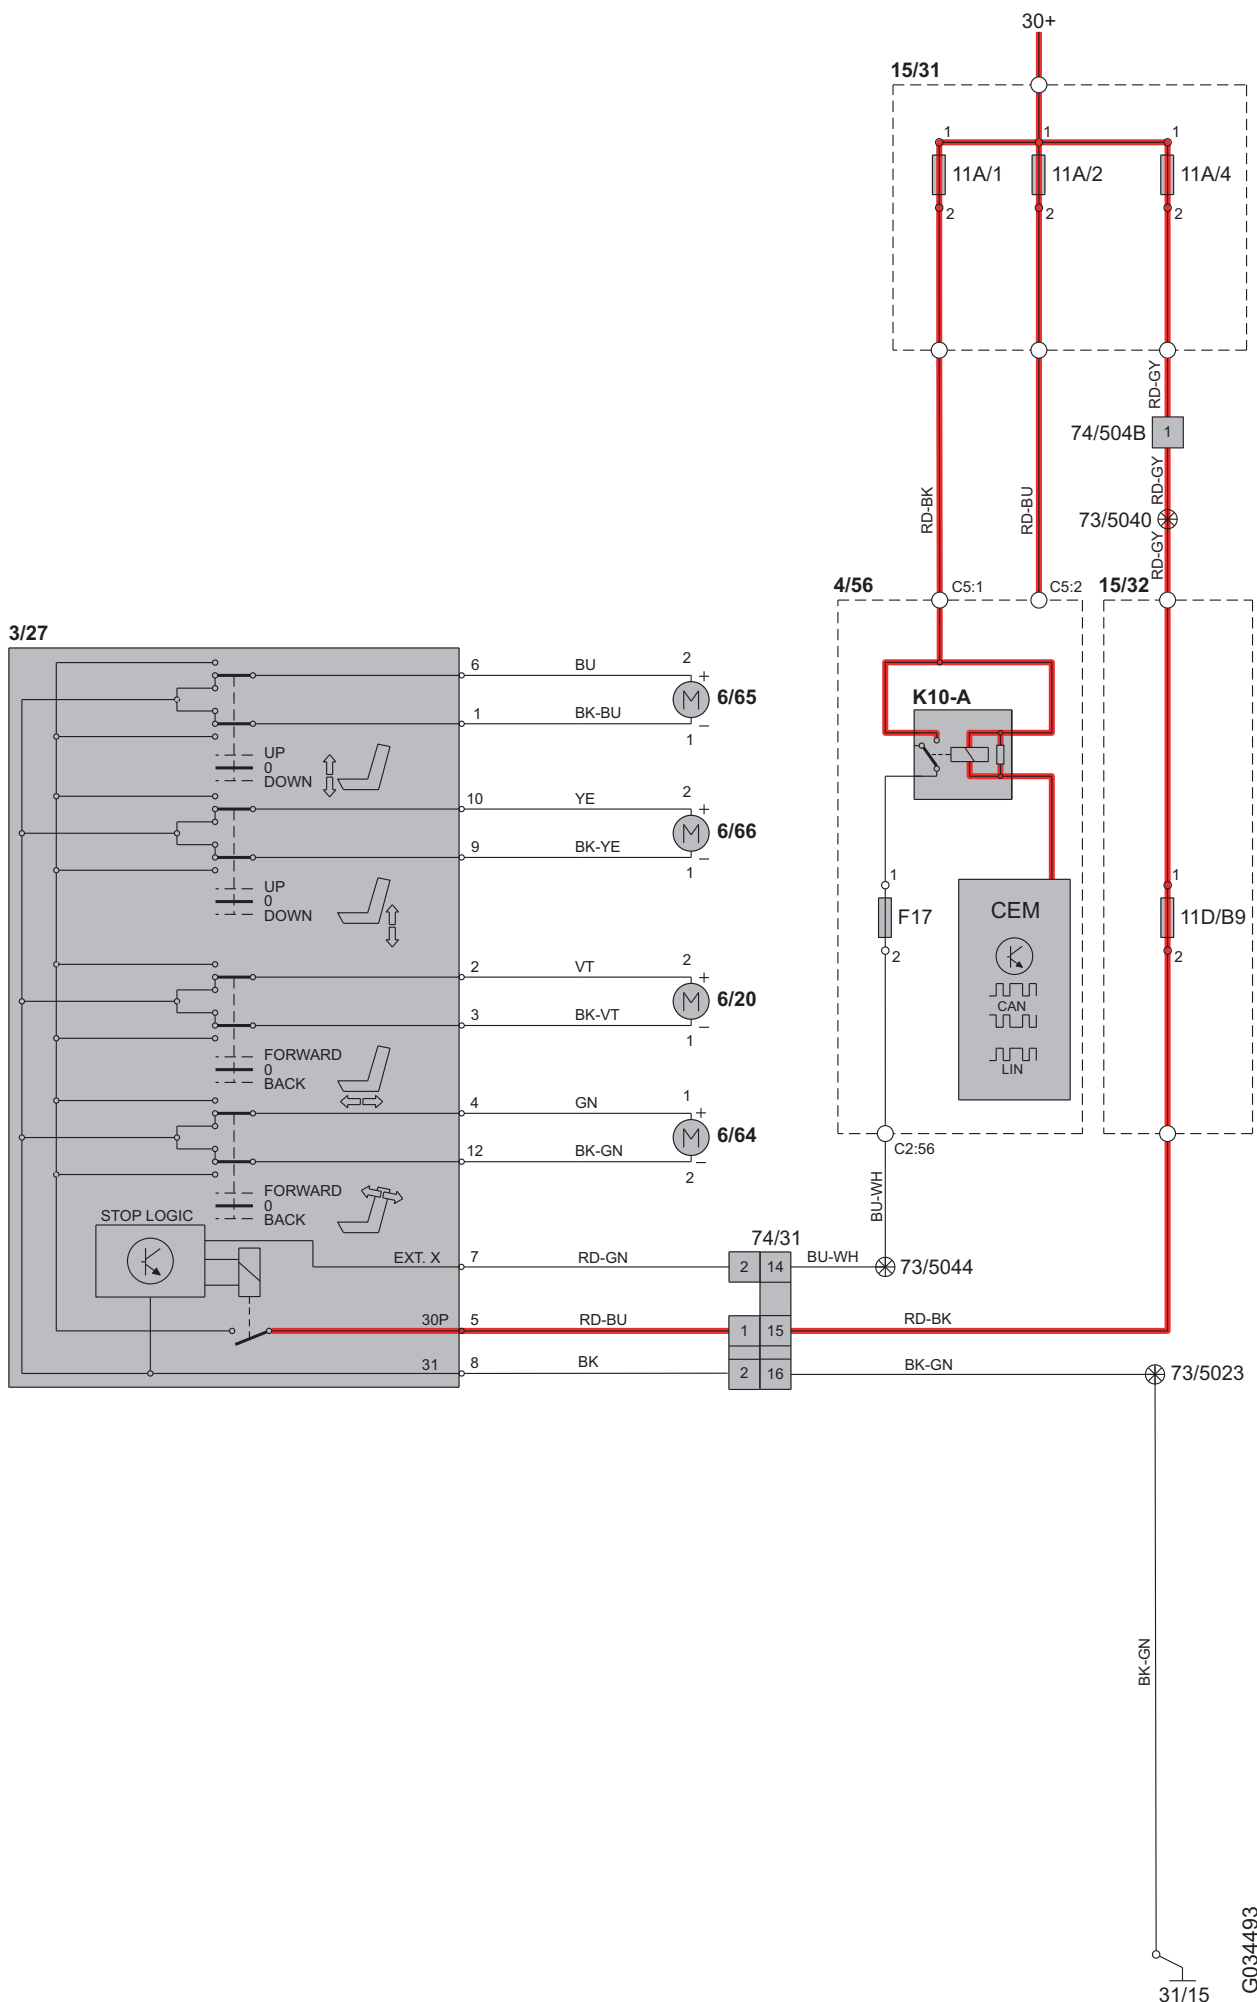 30+
15/31
1
1
1
11A/1
11A/2
11A/4
2
2
2
RD-GY
74/504B
1
RD-GY
RD-BK
RD-BU
73/5040
RD-GY
4/56
C5:1
C5:2
15/32
3/27
6
BU
2
+
M
6/65
1
BK-BU
–
1
UP
0
DOWN
K10-A
10
YE
2
+
M
6/66
9
BK-YE
–
1
UP
0
DOWN
1
F17
2
CEM
CAN
LIN
1
11D/B9
2
2
VT
2
+
M
6/20
3
BK-VT
–
1
FORWARD
0
BACK
4
GN
1
+
M
6/64
12
BK-GN
–
2
C2:56
FORWARD
0
BACK
BU-WH
STOP LOGIC
74/31
EXT. X
7
RD-GN
2
14
BU-WH
73/5044
30P
5
RD-BU
1
15
RD-BK
31
8
BK
2
16
BK-GN
73/5023
BK-GN
31/15
G034493